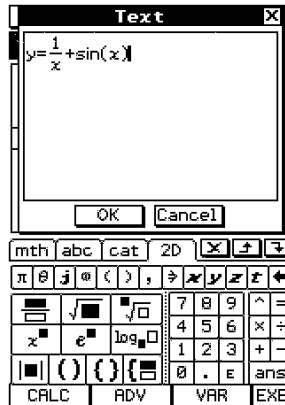 Text X
y=1/x+sin(x)
OK Cancel
mth abc cat 2D
π θ j ( ) , x y z t
7 8 9 ^ =
x■ e■ log■□ 4 5 6 × ÷
1 2 3 + −
|■| () {} 0 . E ans
CALC ADV VAR EXE